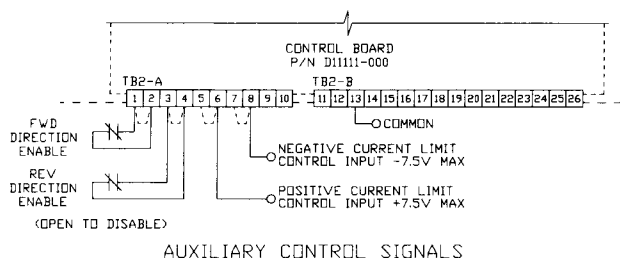 CONTROL BOARD
P/N D11111-000
TB2-A
TB2-B
1 2 3 4 5 6 7 8 9 10
11 12 13 14 15 16 17 18 19 20 21 22 23 24 25 26
FWD
DIRECTION
ENABLE
COMMON
NEGATIVE CURRENT LIMIT
CONTROL INPUT -7.5V MAX
REV
DIRECTION
ENABLE
POSITIVE CURRENT LIMIT
CONTROL INPUT +7.5V MAX
(OPEN TO DISABLE)
AUXILIARY CONTROL SIGNALS